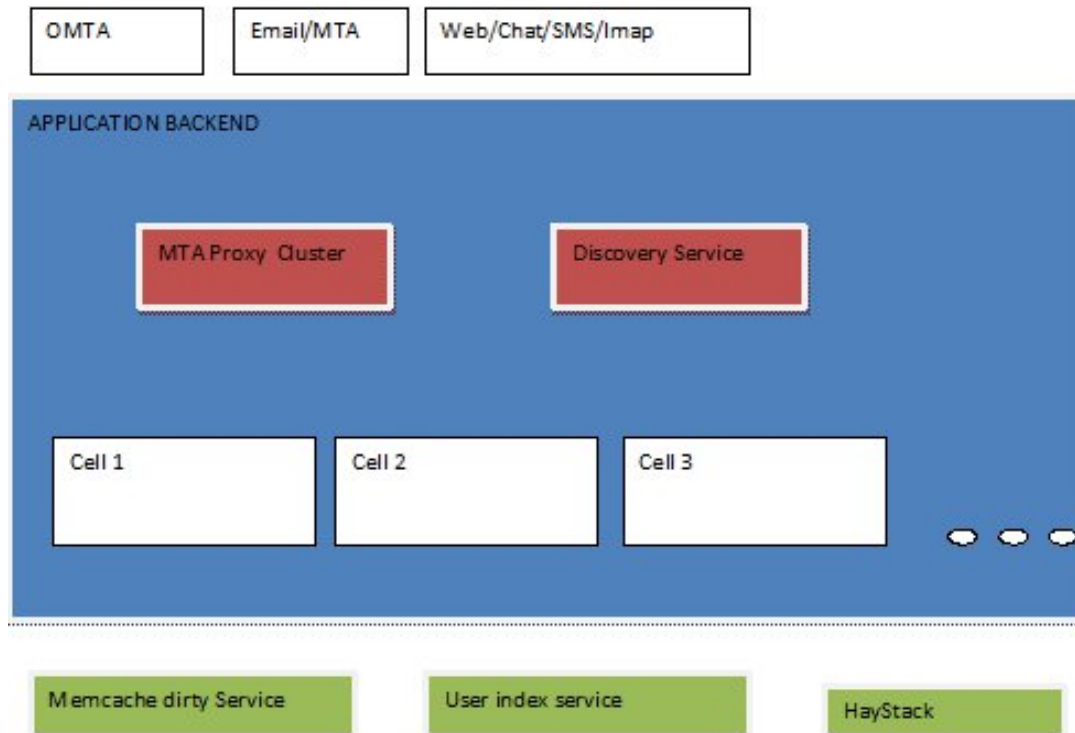 OMTA
Email/MTA
Web/Chat/SMS/Imap
APPLICATION BACKEND
MTA Proxy Cluster
Discovery Service
Cell 1
Cell 2
Cell 3
Memcache dirty Service
User index service
HayStack